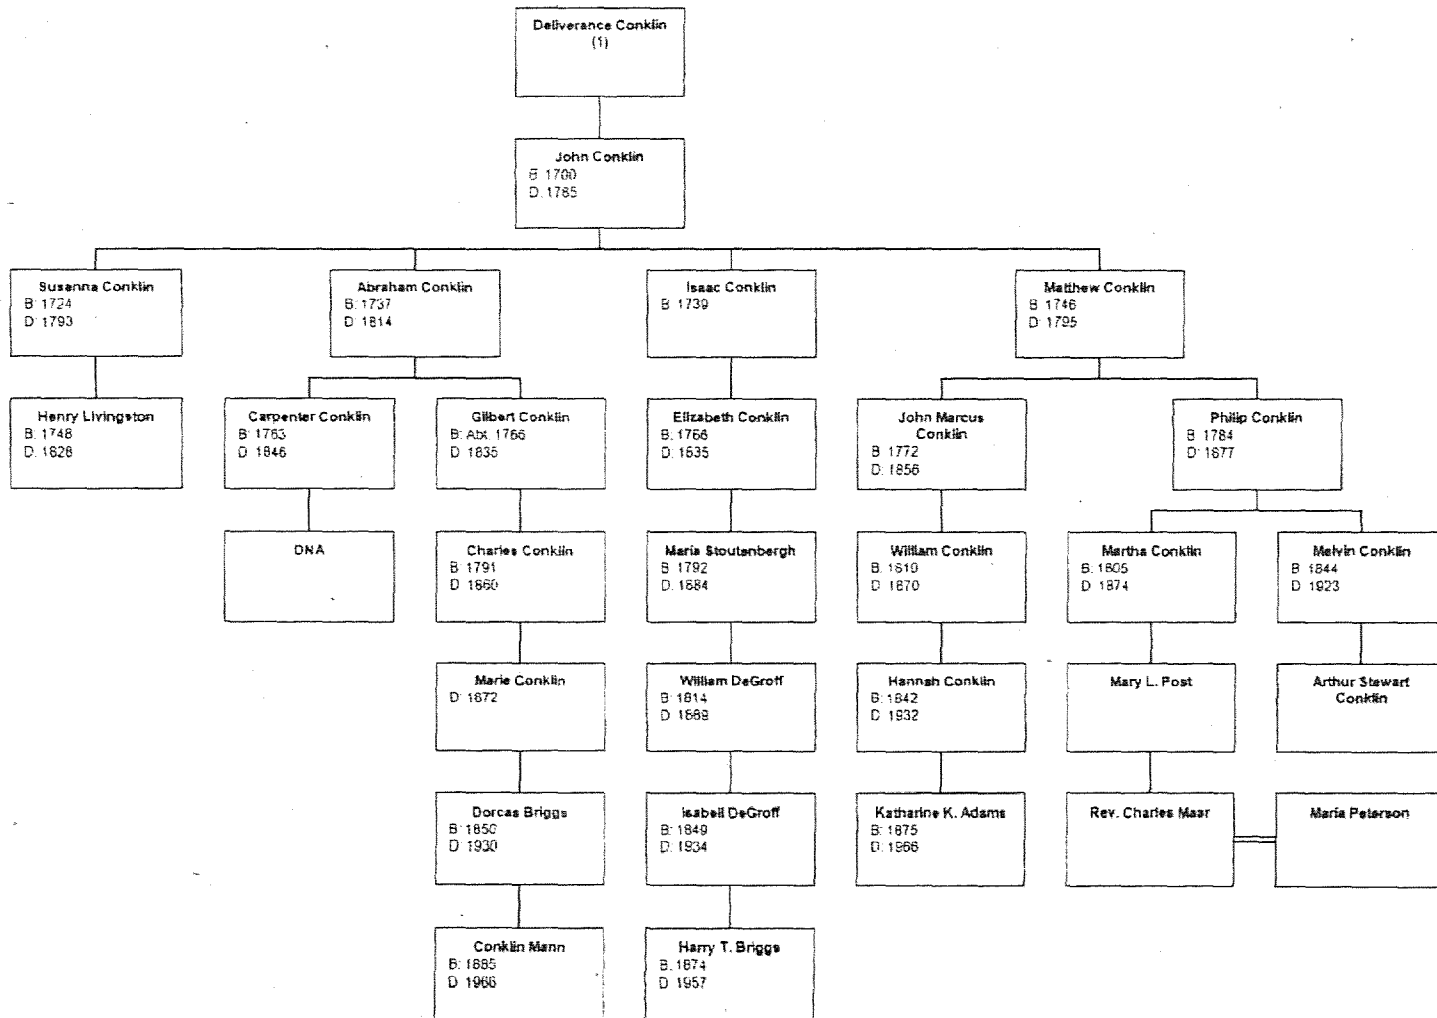 Deliverance Conklin
(1)
John Conklin
B: 1700
D: 1785
Susanna Conklin
B: 1724
D: 1793
Abraham Conklin
B: 1737
D: 1814
Isaac Conklin
B: 1739
Matthew Conklin
B: 1746
D: 1795
Henry Livingston
B: 1748
D: 1828
Carpenter Conklin
B: 1763
D: 1846
Gilbert Conklin
B: Abt. 1766
D: 1835
Elizabeth Conklin
B: 1766
D: 1835
John Marcus
Conklin
B: 1772
D: 1856
Philip Conklin
B: 1784
D: 1877
DNA
Charles Conklin
B: 1791
D: 1860
Maria Stoutenbergh
B: 1792
D: 1884
William Conklin
B: 1819
D: 1870
Martha Conklin
B: 1805
D: 1874
Melvin Conklin
B: 1844
D: 1923
Marie Conklin
D: 1872
William DeGroff
B: 1814
D: 1889
Hannah Conklin
B: 1842
D: 1932
Mary L. Post
Arthur Stewart
Conklin
Dorcas Briggs
B: 1850
D: 1930
Isabell DeGroff
B: 1849
D: 1934
Katharine K. Adams
B: 1875
D: 1966
Rev. Charles Maar
Maria Peterson
Conklin Mann
B: 1885
D: 1966
Harry T. Briggs
B: 1874
D: 1957